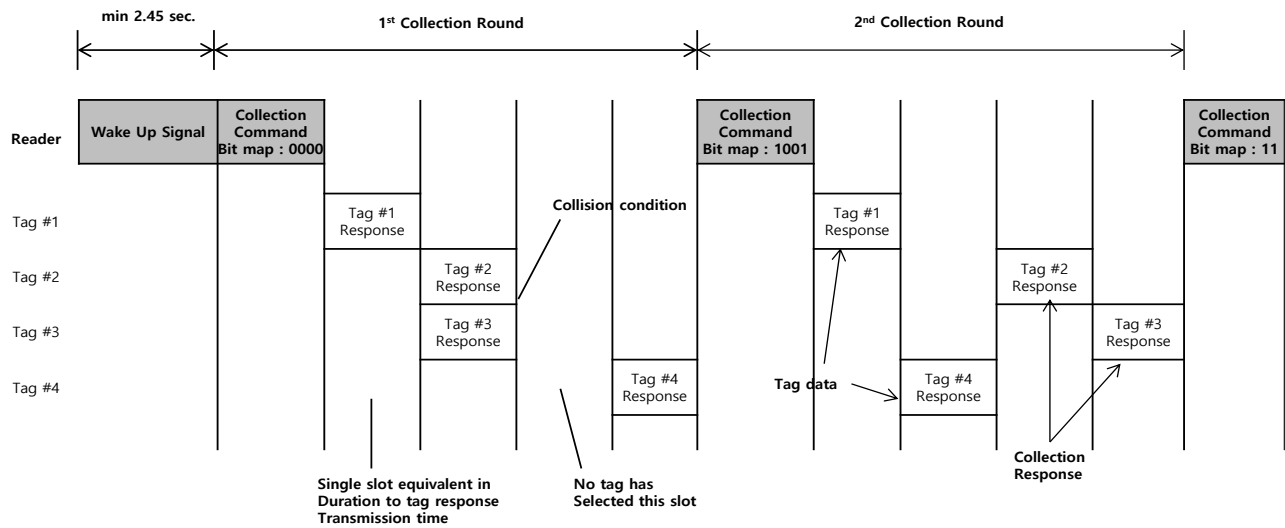 min 2.45 sec.
1st Collection Round
2nd Collection Round
Reader
Wake Up Signal
Collection
Command
Bit map : 0000
Collection
Command
Bit map : 1001
Collection
Command
Bit map : 11
Tag #1
Tag #1
Response
Collision condition
Tag #1
Response
Tag #2
Tag #2
Response
Tag #2
Response
Tag #3
Tag #3
Response
Tag #3
Response
Tag #4
Tag #4
Response
Tag data
Tag #4
Response
Single slot equivalent in
Duration to tag response
Transmission time
No tag has
Selected this slot
Collection
Response